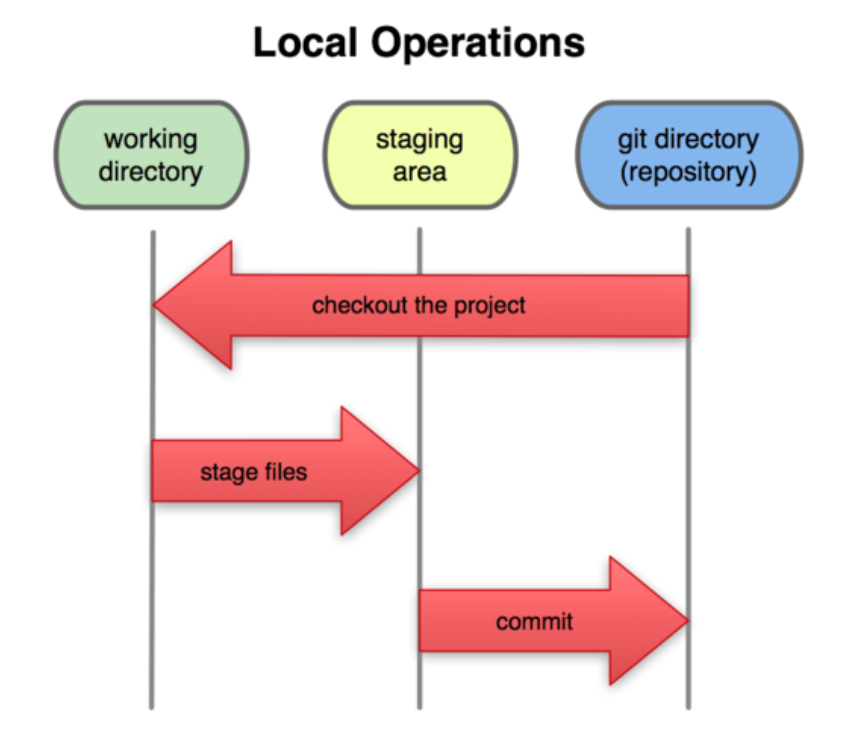 Local Operations
working
directory
staging
area
git directory
(repository)
checkout the project
stage files
commit